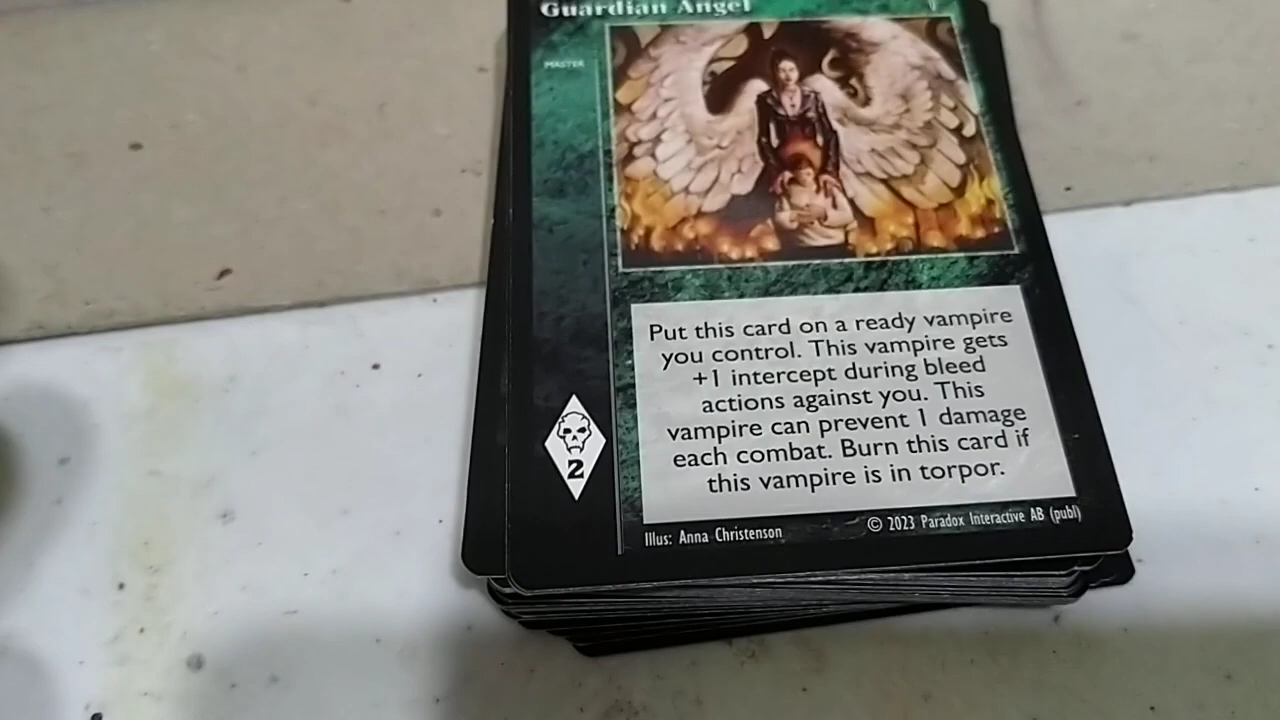 Guardian Angel
MASTER
Put this card on a ready vampire
you control. This vampire gets
+1 intercept during bleed
actions against you. This
vampire can prevent 1 damage
each combat. Burn this card if
this vampire is in torpor.
2
Illus: Anna Christenson
© 2023 Paradox Interactive AB (publ)